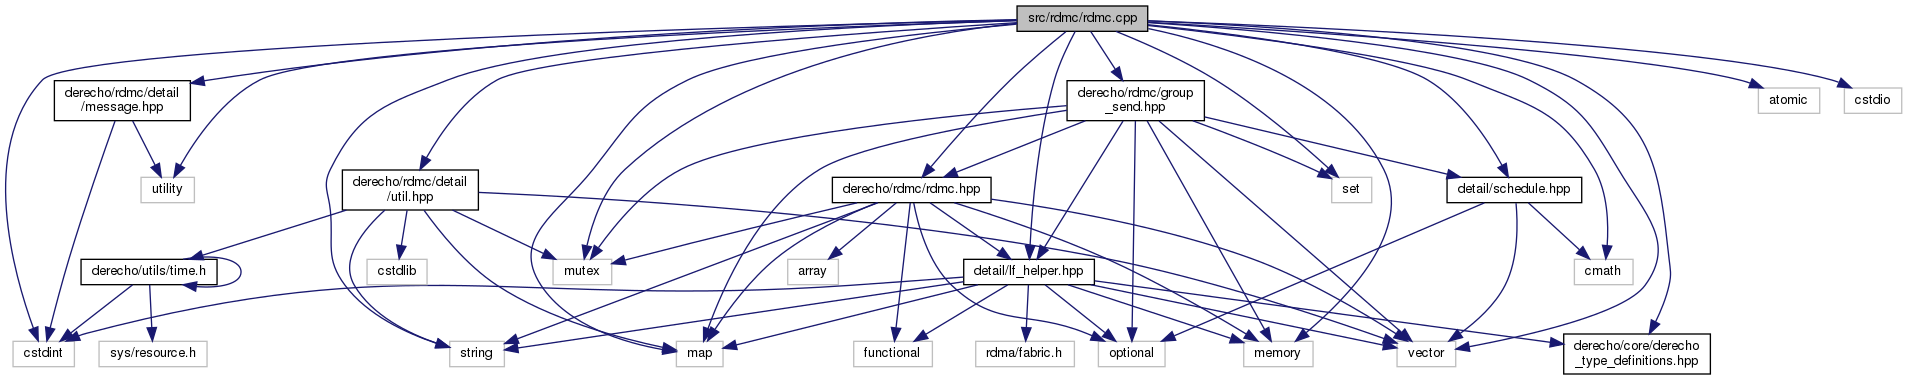 src/rdmc/rdmc.cpp
derecho/rdmc/detail
/message.hpp
derecho/rdmc/group
_send.hpp
atomic
cstdio
utility
derecho/rdmc/detail
/util.hpp
derecho/rdmc/rdmc.hpp
set
detail/schedule.hpp
derecho/utils/time.h
cstdlib
mutex
array
detail/lf_helper.hpp
cmath
cstdint
sys/resource.h
string
map
functional
rdma/fabric.h
optional
memory
vector
derecho/core/derecho
_type_definitions.hpp